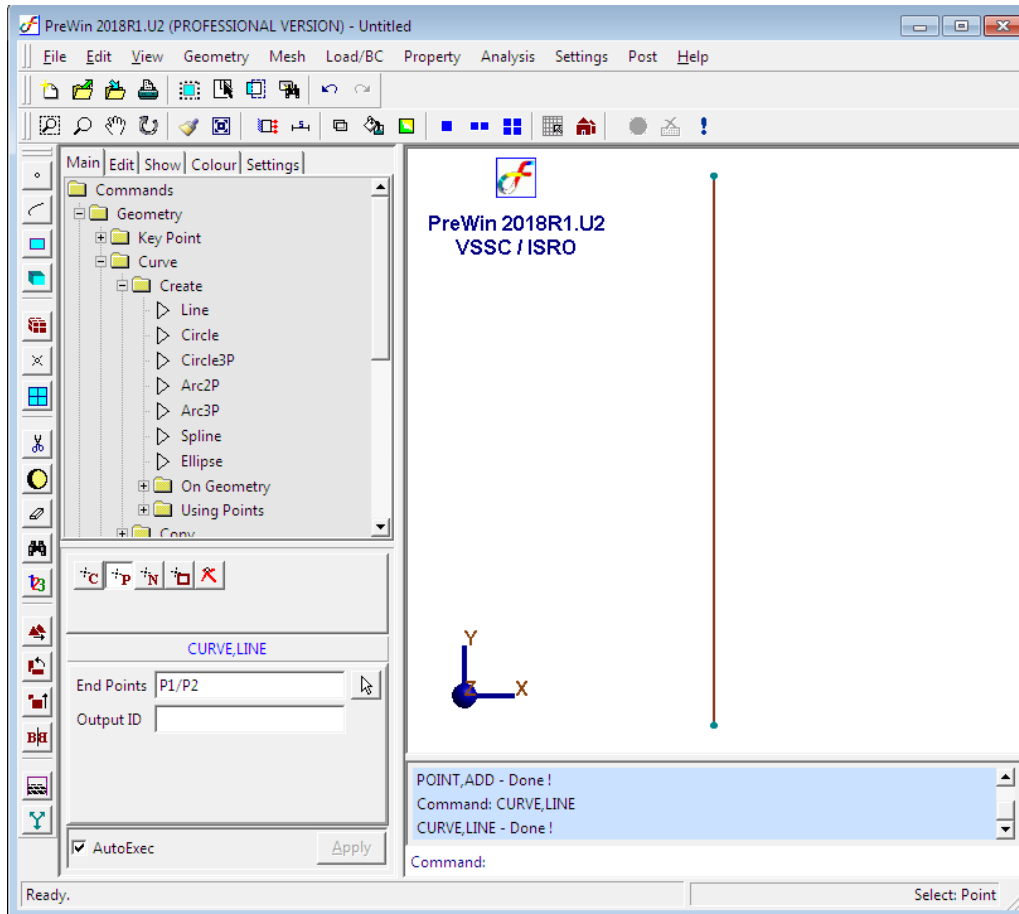 PreWin 2018R1.U2 (PROFESSIONAL VERSION) - Untitled
File Edit View Geometry Mesh Load/BC Property Analysis Settings Post Help
Main Edit Show Colour Settings
Commands
Geometry
Key Point
Curve
Create
Line
Circle
Circle3P
Arc2P
Arc3P
Spline
Ellipse
On Geometry
Using Points
Copy
C P N
CURVE,LINE
End Points P1/P2
Output ID
AutoExec Apply
PreWin 2018R1.U2
VSSC / ISRO
Y
Z X
POINT,ADD - Done !
Command: CURVE,LINE
CURVE,LINE - Done !
Command:
Ready. Select: Point